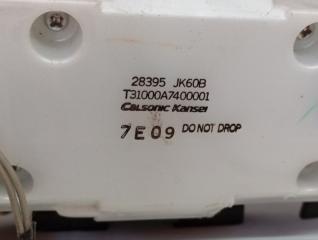 28395 JK60B
T31000A7400001
Calsonic Kansei
7E09 DO NOT DROP